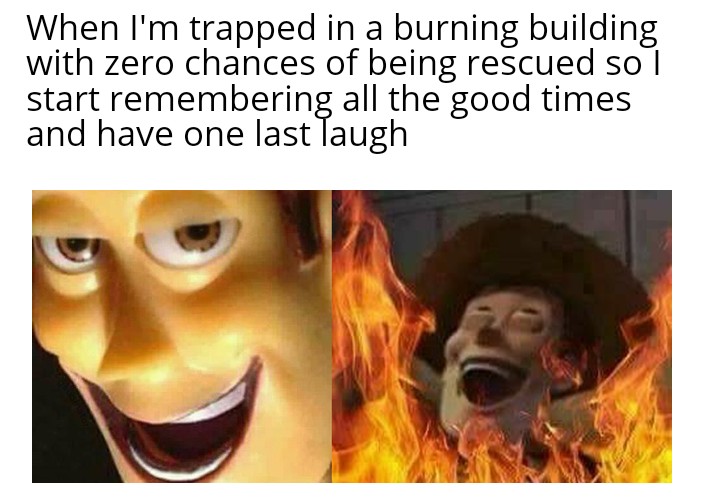 When I'm trapped in a burning building
with zero chances of being rescued so I
start remembering all the good times
and have one last laugh